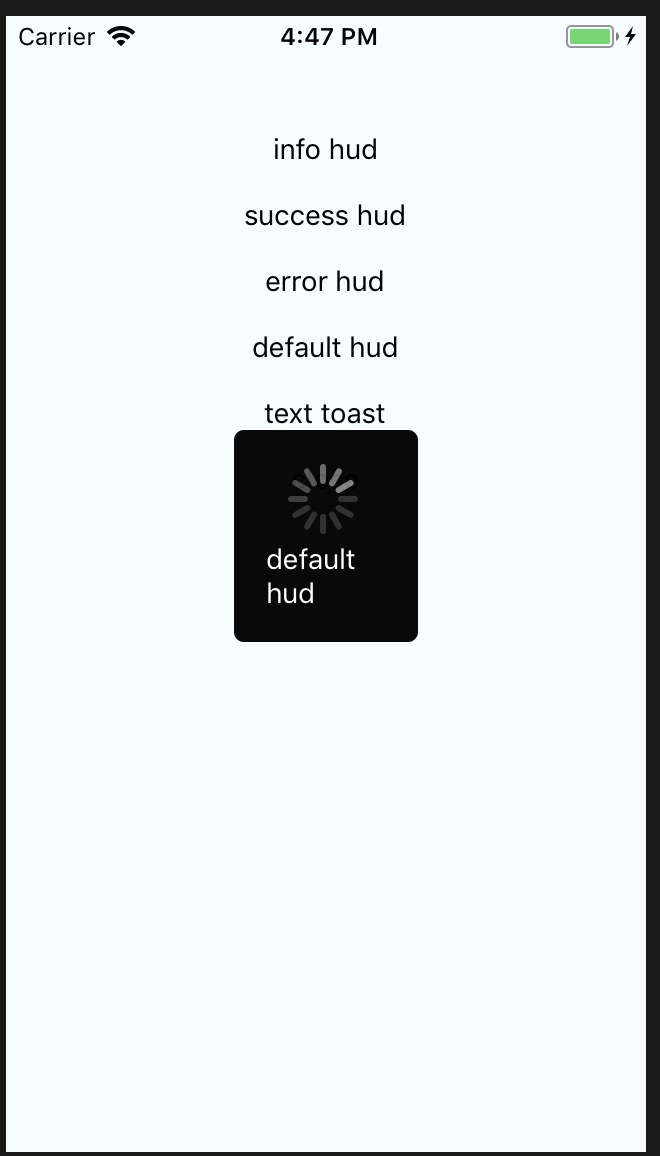 Carrier 4:47 PM
info hud
success hud
error hud
default hud
text toast
default
hud